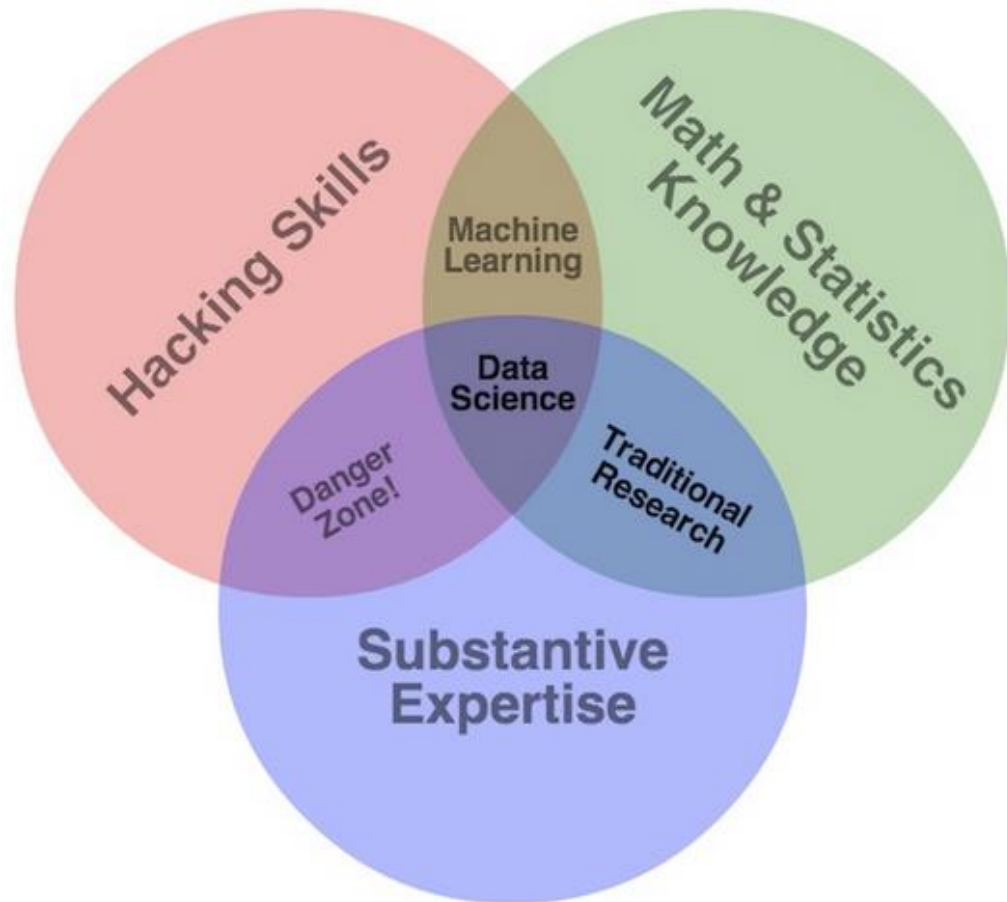 Hacking Skills
Math & Statistics
Knowledge
Machine
Learning
Data
Science
Danger
Zone!
Traditional
Research
Substantive
Expertise